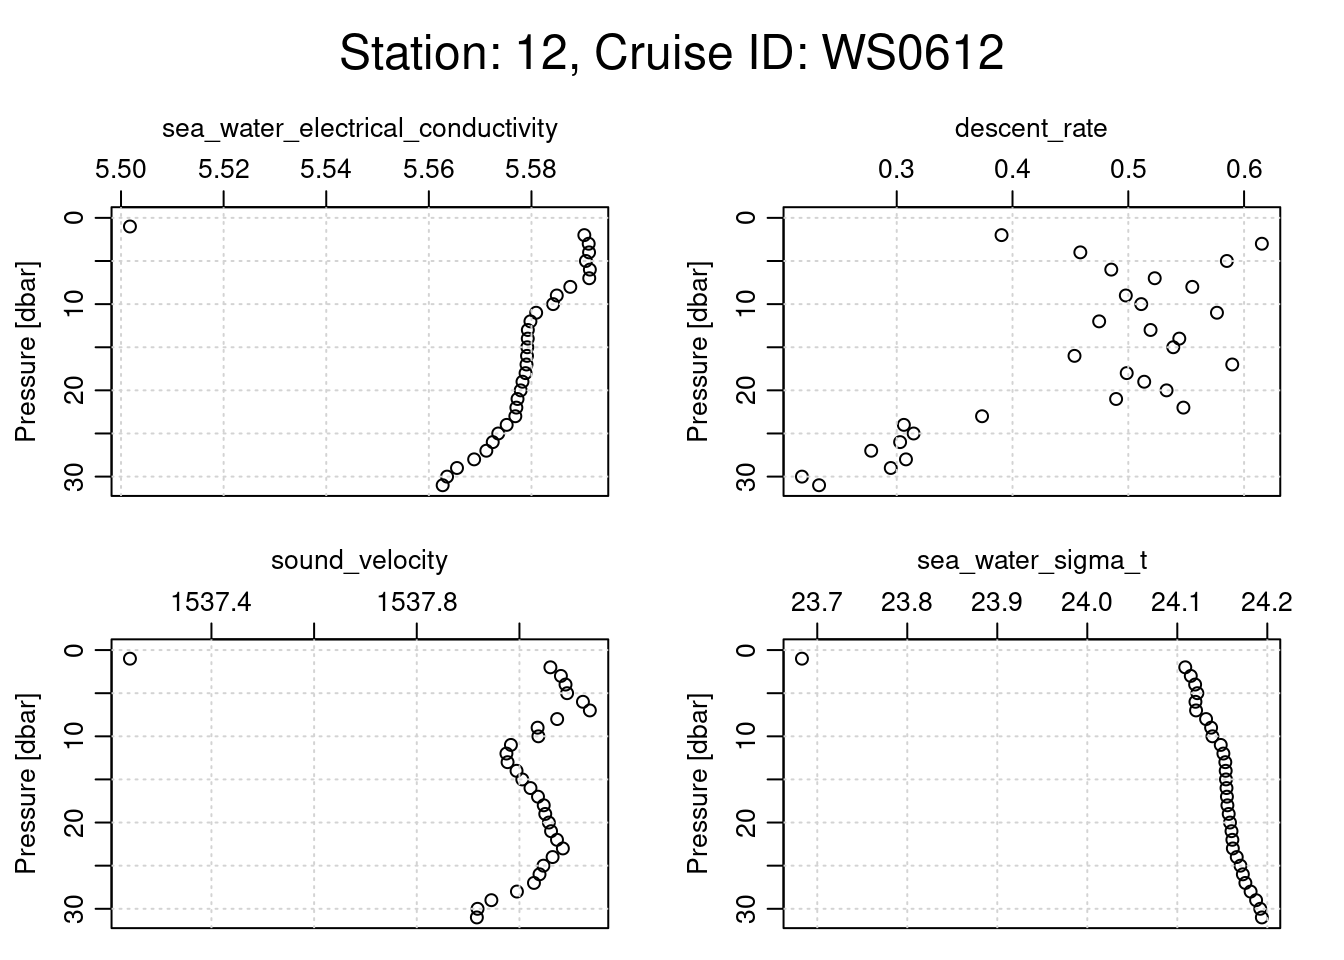 Station: 12, Cruise ID: WS0612
sea_water_electrical_conductivity
5.50 5.52 5.54 5.56 5.58
Pressure [dbar]
0
10
20
30
descent_rate
0.3 0.4 0.5 0.6
Pressure [dbar]
0
10
20
30
sound_velocity
1537.4 1537.8
Pressure [dbar]
0
10
20
30
sea_water_sigma_t
23.7 23.8 23.9 24.0 24.1 24.2
Pressure [dbar]
0
10
20
30